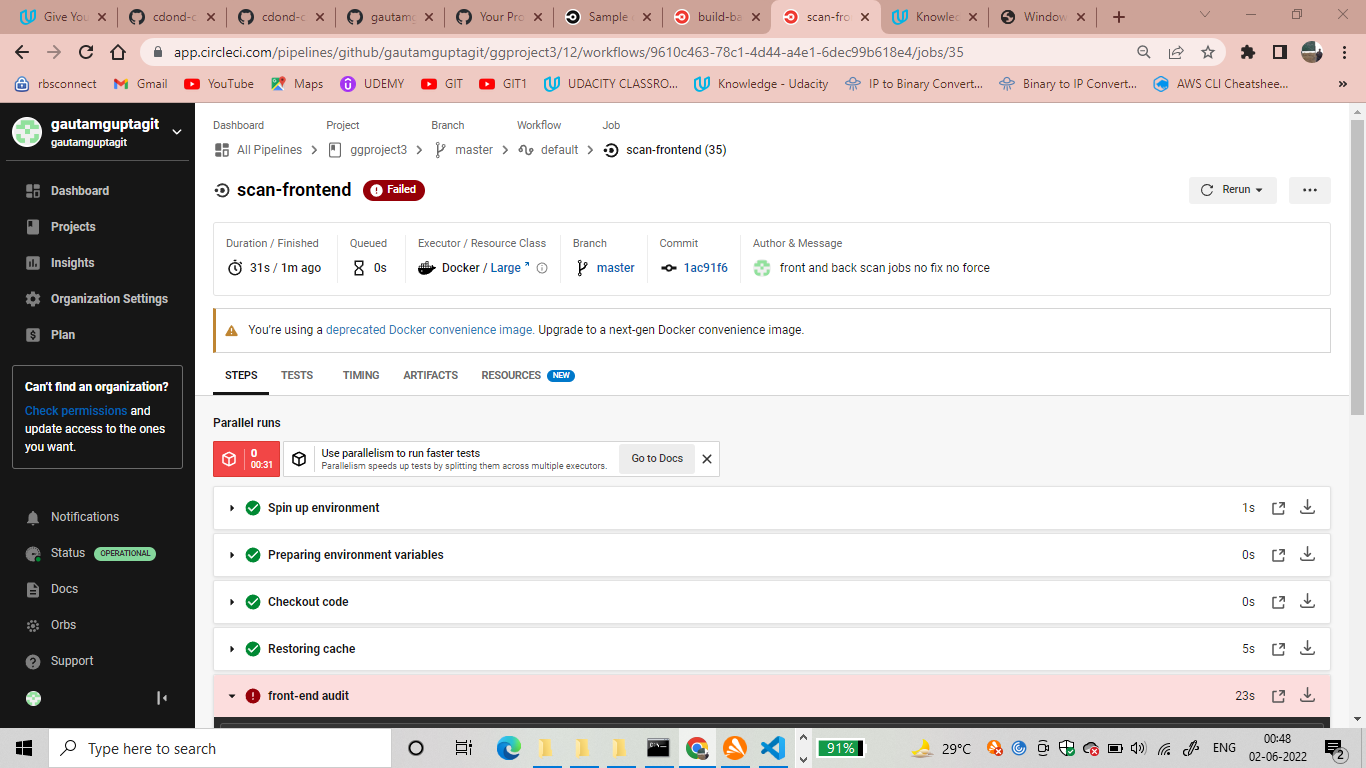 Give You
cdond-c
cdond-c
gautamg
Your Pro
Sample
build-ba
scan-fro
Knowled
Window
app.circleci.com/pipelines/github/gautamguptagit/ggproject3/12/workflows/9610c463-78c1-4d44-a4e1-6dec99b618e4/jobs/35
rbsconnect
Gmail
YouTube
Maps
UDEMY
GIT
GIT1
UDACITY CLASSRO...
Knowledge - Udacity
IP to Binary Convert...
Binary to IP Convert...
AWS CLI Cheatshee...
gautamguptagit
gautamguptagit
Dashboard
Projects
Insights
Organization Settings
Plan
Can't find an organization?
Check permissions and
update access to the ones
you want.
Notifications
Status OPERATIONAL
Docs
Orbs
Support
Dashboard Project Branch Workflow Job
All Pipelines ggproject3 master default scan-frontend (35)
scan-frontend Failed
Rerun
Duration / Finished Queued Executor / Resource Class Branch Commit Author & Message
31s / 1m ago 0s Docker / Large master 1ac91f6 front and back scan jobs no fix no force
You're using a deprecated Docker convenience image. Upgrade to a next-gen Docker convenience image.
STEPS TESTS TIMING ARTIFACTS RESOURCES NEW
Parallel runs
0
00:31
Use parallelism to run faster tests
Parallelism speeds up tests by splitting them across multiple executors.
Go to Docs
Spin up environment 1s
Preparing environment variables 0s
Checkout code 0s
Restoring cache 5s
front-end audit 23s
Type here to search
91%
29°C
ENG
00:48
02-06-2022
2